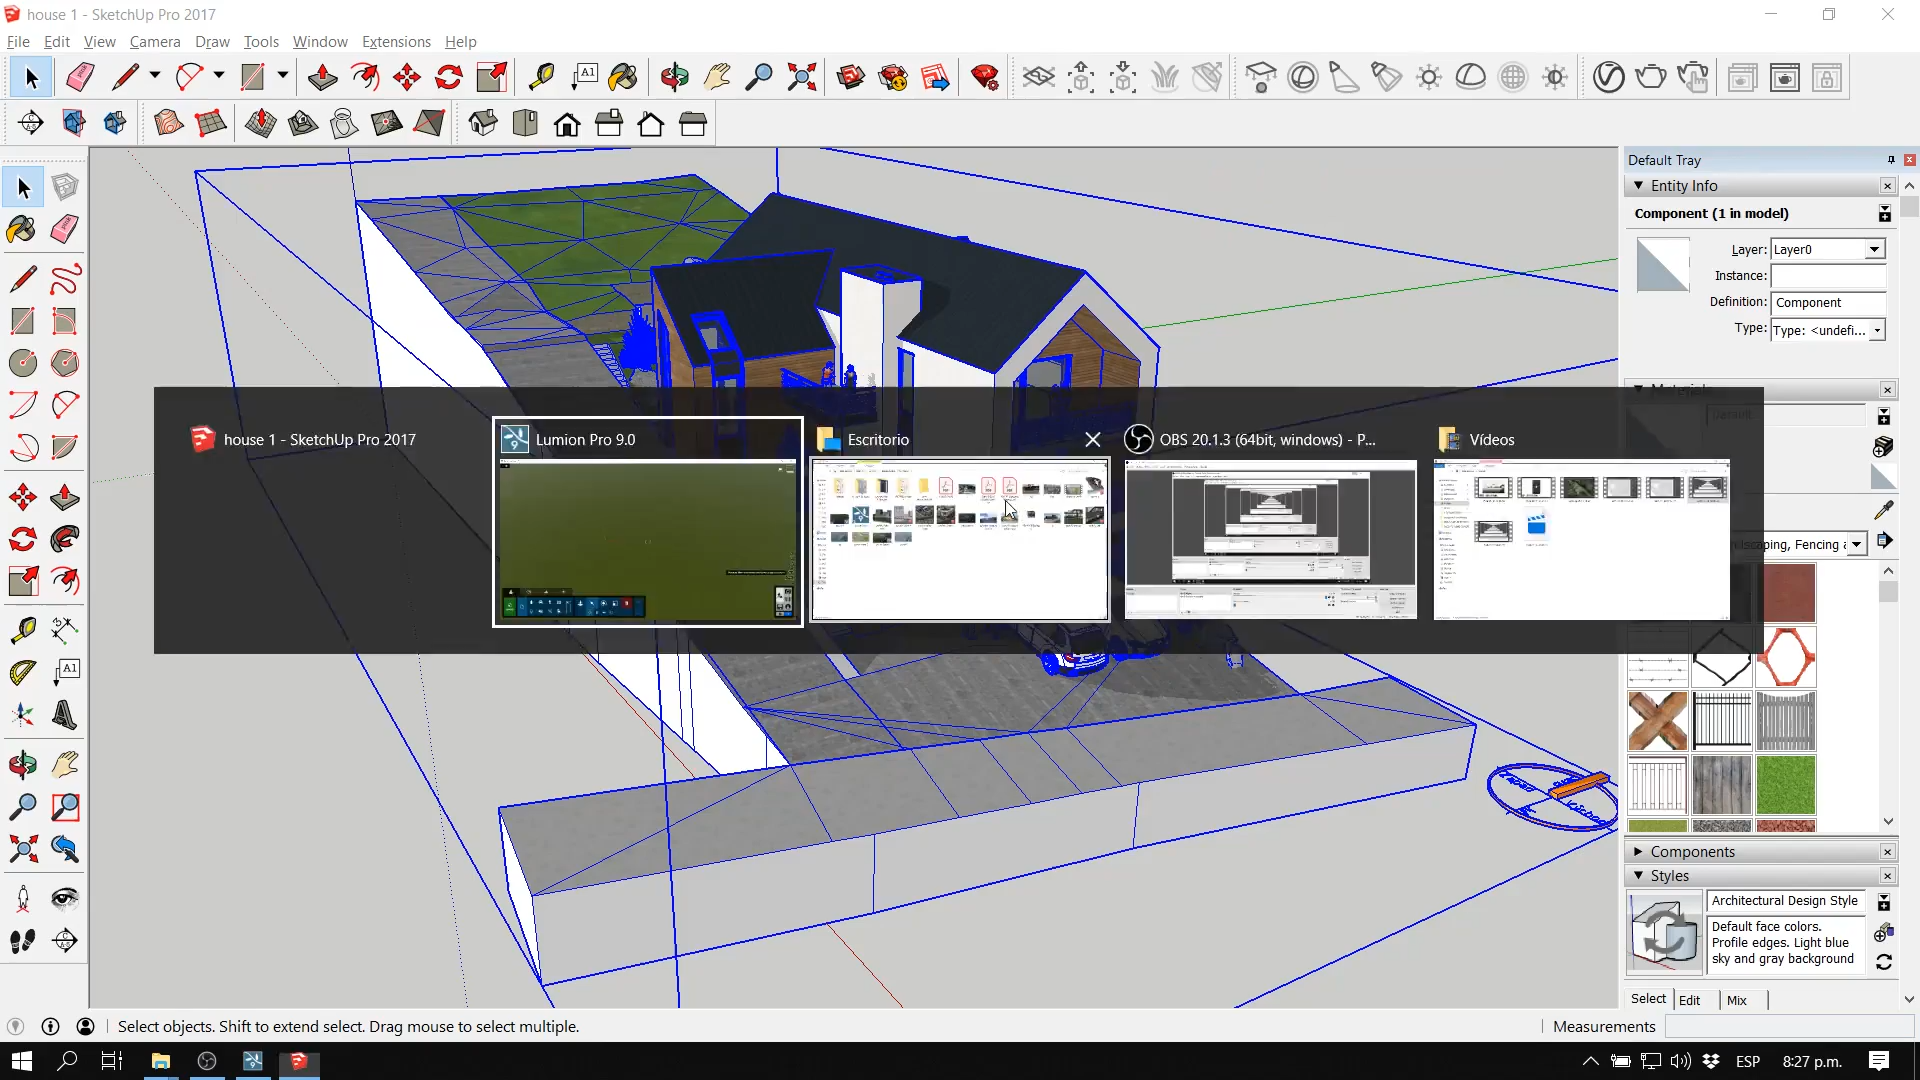 house 1 - SketchUp Pro 2017
File Edit View Camera Draw Tools Window Extensions Help
A1
Default Tray
Entity Info
Component (1 in model)
Layer: Layer0
Instance:
Definition: Component
Type: Type: <undefi...
Materials
house 1 - SketchUp Pro 2017
Lumion Pro 9.0
Escritorio
OBS 20.1.3 (64bit, windows) - P...
Vídeos
A1
Components
Styles
Architectural Design Style
Default face colors.
Profile edges. Light blue
sky and gray background
Select Edit Mix
Select objects. Shift to extend select. Drag mouse to select multiple.
Measurements
ESP
8:27 p.m.